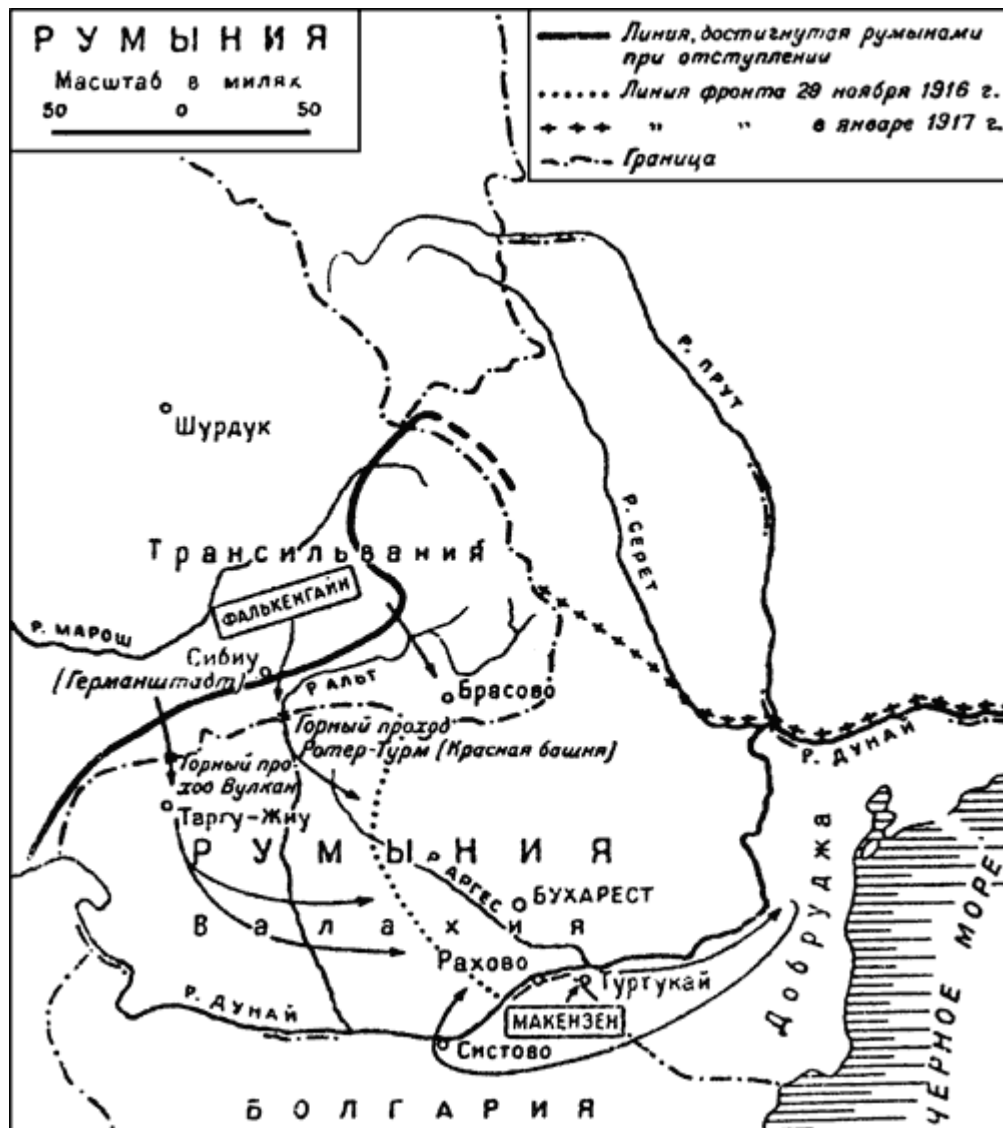 РУМЫНИЯ
Масштаб в милях
50 0 50
Линия, достигнутая румынами
при отступлении
Линия фронта 29 ноября 1916 г.
" " в январе 1917 г.
Граница
Р. ПРУТ
Шурдук
Р. СЕРЕТ
Трансильвания
ФАЛЬКЕНГАЙН
Р. МАРОШ
Сибиу
(Германштадт)
Р. АЛЬТ
Брасово
Горный проход
Ротер-Турм (Красная башня)
Р. ДУНАЙ
Горный про
ход Вулкан
Таргу-Жиу
РУМЫНИЯ
Р. АРГЕС
БУХАРЕСТ
Валахия
Добруджа
ЧЕРНОЕ МОРЕ
Рахово
Туртукай
Р. ДУНАЙ
МАКЕНЗЕН
Систово
БОЛГАРИЯ